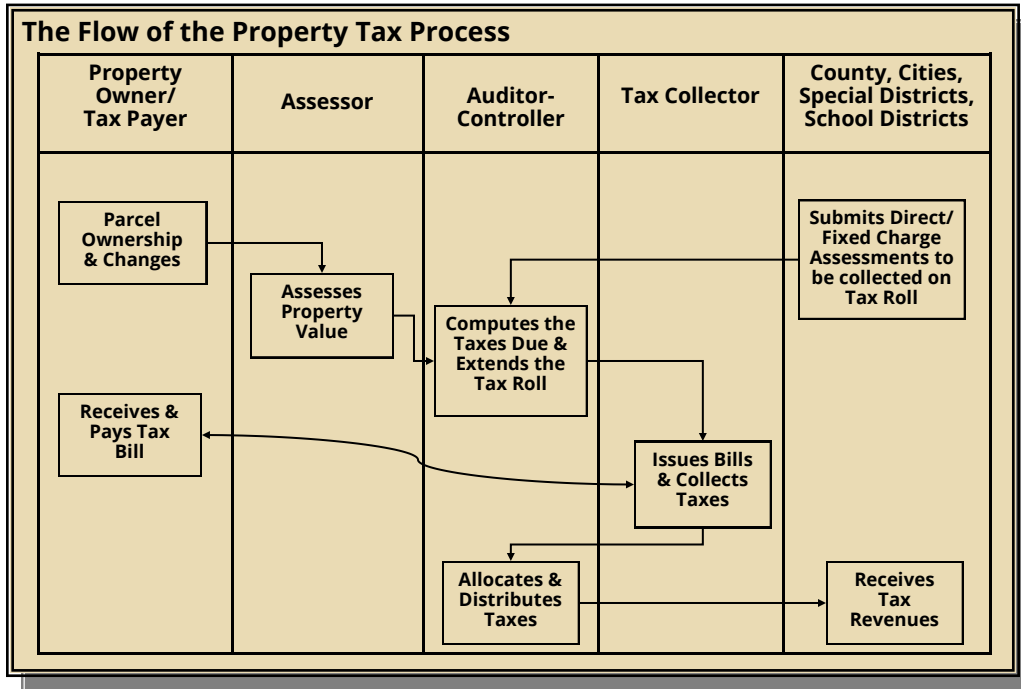 The Flow of the Property Tax Process
Property
Owner/
Tax Payer
Assessor
Auditor-
Controller
Tax Collector
County, Cities,
Special Districts,
School Districts
Parcel
Ownership
& Changes
Assesses
Property
Value
Submits Direct/
Fixed Charge
Assessments to
be collected on
Tax Roll
Computes the
Taxes Due &
Extends the
Tax Roll
Receives &
Pays Tax
Bill
Issues Bills
& Collects
Taxes
Allocates &
Distributes
Taxes
Receives
Tax
Revenues